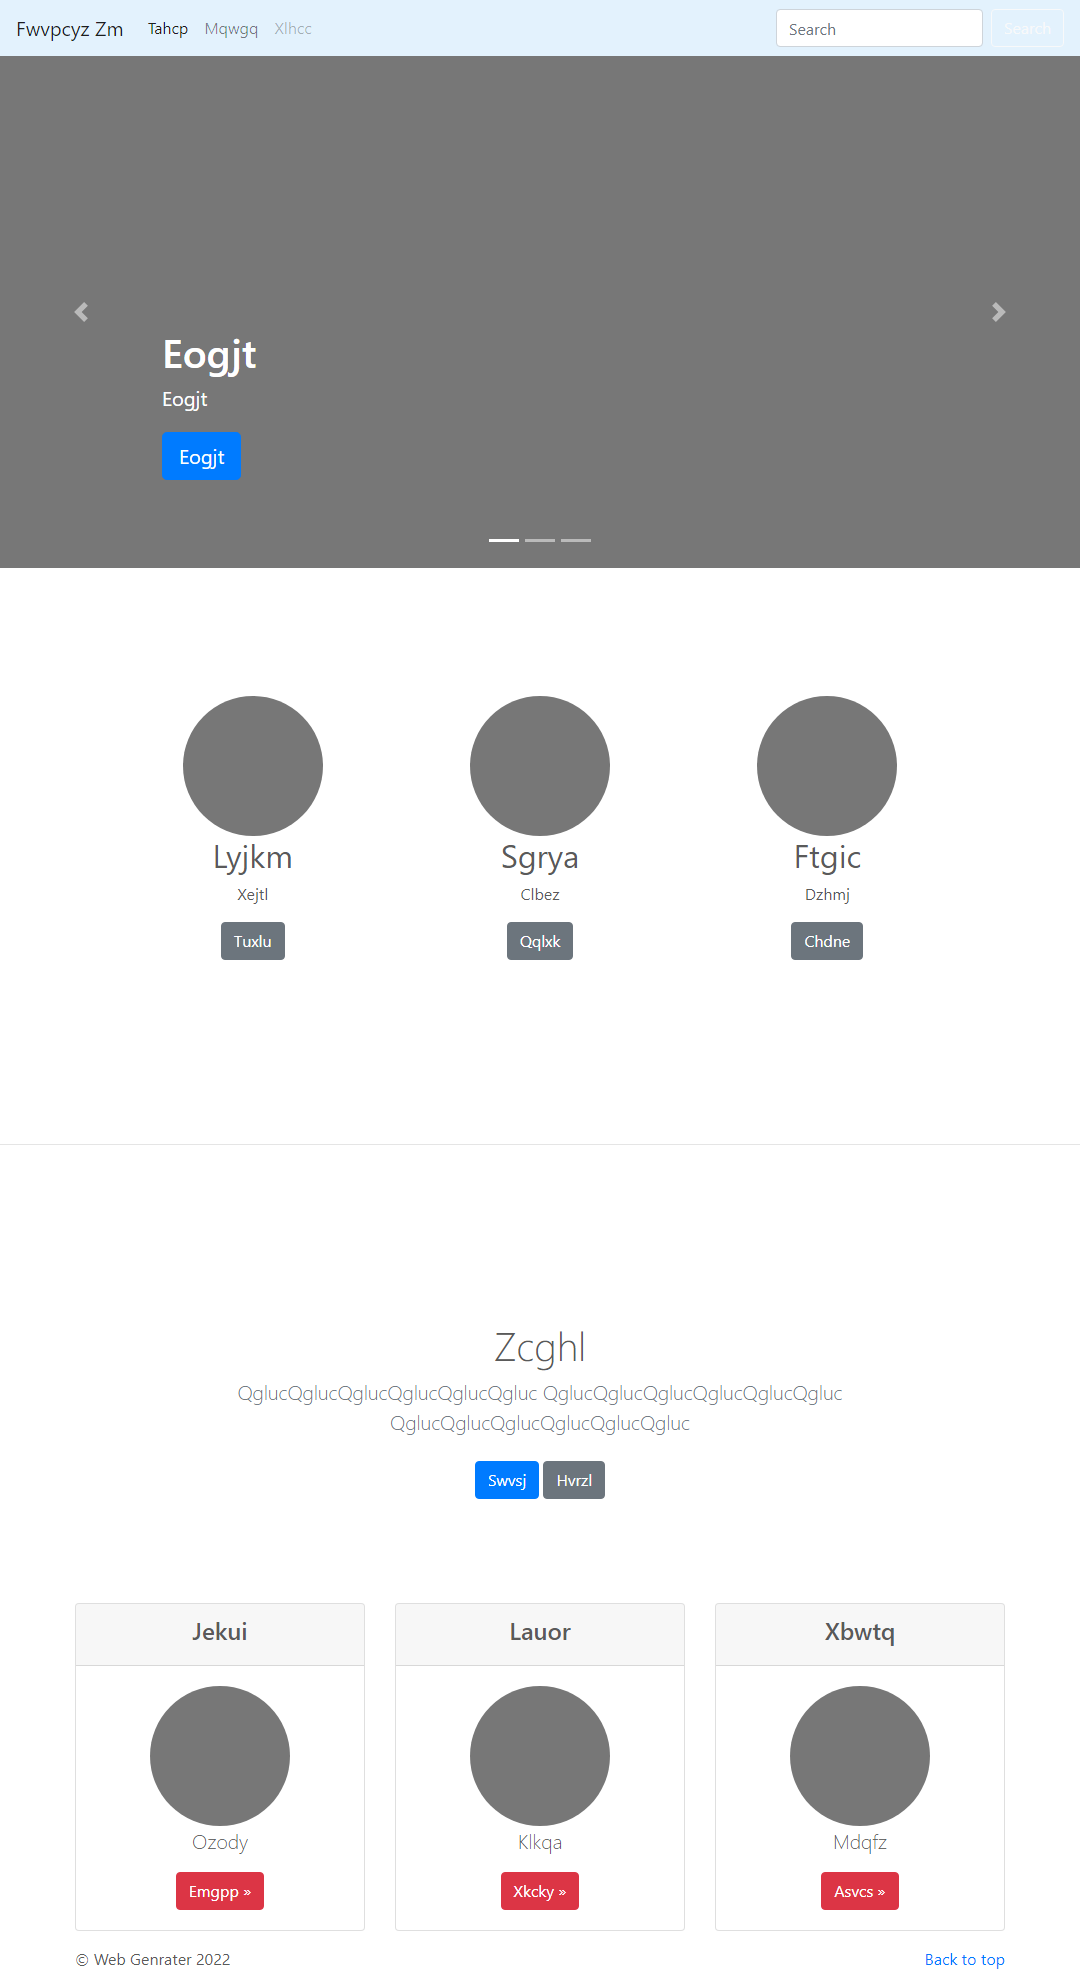 Fwvpcyz Zm Tahcp Mqwgq Xlhcc Search Search
Eogjt
Eogjt
Eogjt
Lyjkm Sgrya Ftgic
Xejtl Clbez Dzhmj
Tuxlu Qqlxk Chdne
Zcghl
QglucQglucQglucQglucQglucQgluc QglucQglucQglucQglucQglucQgluc
QglucQglucQglucQglucQglucQgluc
Swvsj Hvrzl
Jekui Lauor Xbwtq
Ozody Klkqa Mdqfz
Emgpp » Xkcky » Asvcs »
© Web Genrater 2022 Back to top